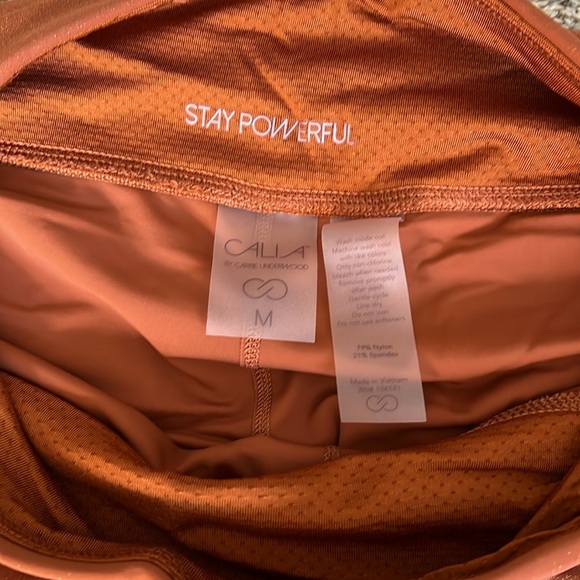 STAY POWERFUL
CALIA™
BY CARRIE UNDERWOOD
M
Wash inside out
Machine wash cold
with like colors
Only non-chlorine
bleach when needed
Remove promptly
after wash
Gentle cycle
Line dry
Do not iron
Do not use softeners
79% Nylon
21% Spandex
Made in Vietnam